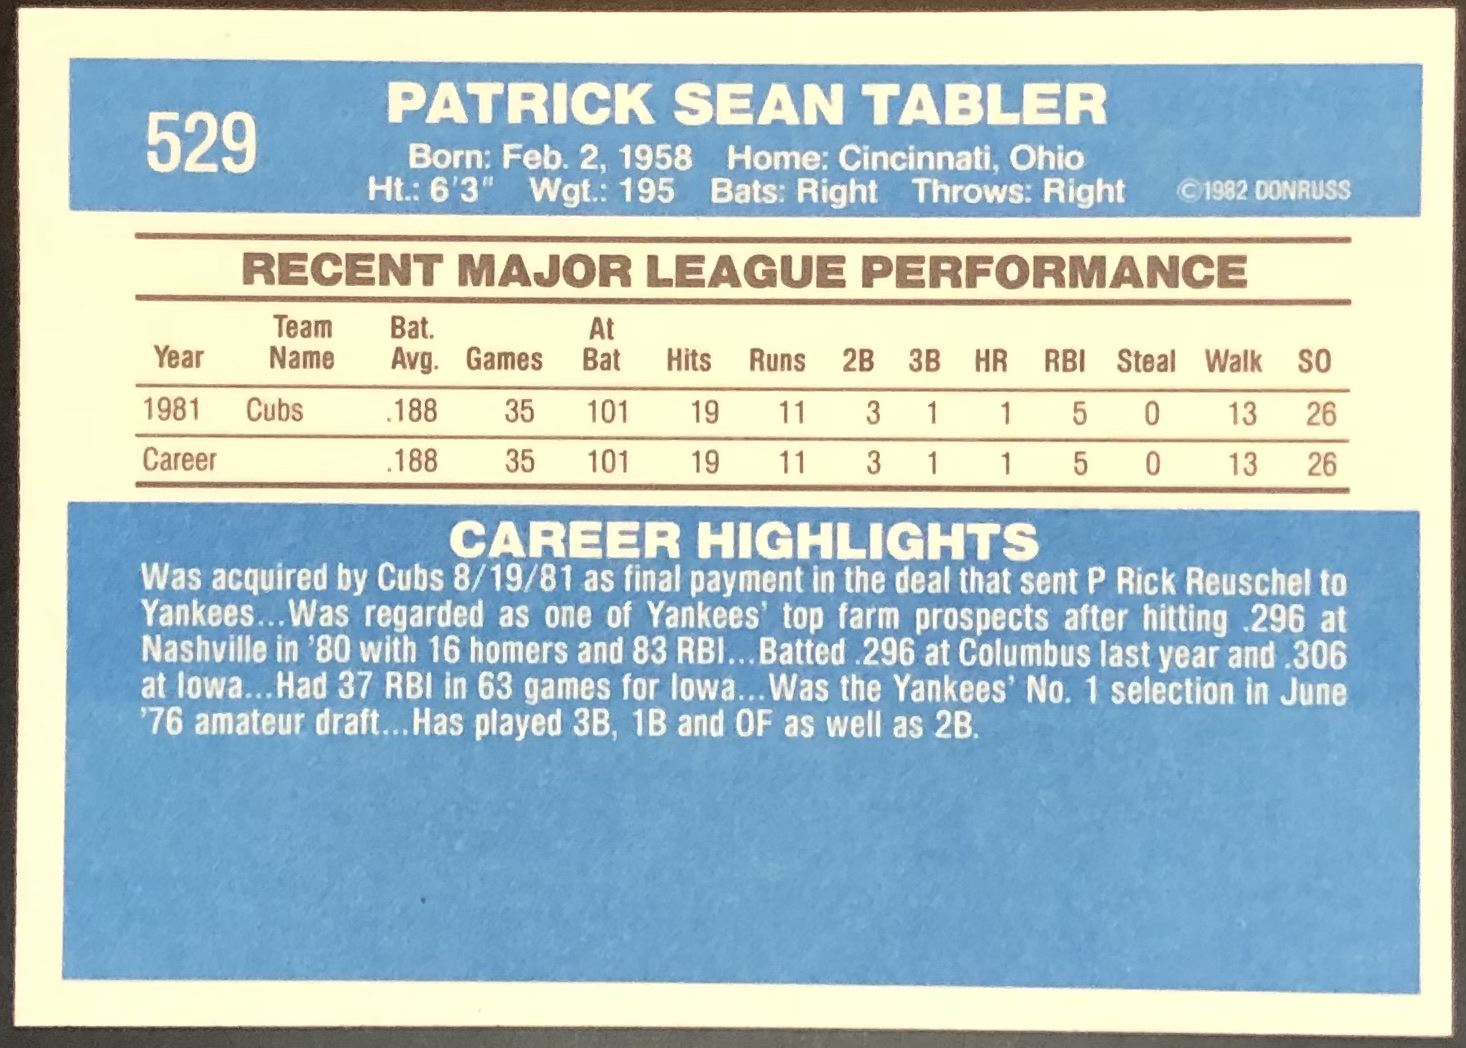 529
PATRICK SEAN TABLER
Born: Feb. 2, 1958 Home: Cincinnati, Ohio
Ht.: 6'3" Wgt.: 195 Bats: Right Throws: Right ©1982 DONRUSS
RECENT MAJOR LEAGUE PERFORMANCE
Team Bat. At
Year Name Avg. Games Bat Hits Runs 2B 3B HR RBI Steal Walk SO
1981 Cubs .188 35 101 19 11 3 1 1 5 0 13 26
Career .188 35 101 19 11 3 1 1 5 0 13 26
CAREER HIGHLIGHTS
Was acquired by Cubs 8/19/81 as final payment in the deal that sent P Rick Reuschel to
Yankees...Was regarded as one of Yankees' top farm prospects after hitting .296 at
Nashville in '80 with 16 homers and 83 RBI...Batted .296 at Columbus last year and .306
at Iowa...Had 37 RBI in 63 games for Iowa...Was the Yankees' No. 1 selection in June
'76 amateur draft...Has played 3B, 1B and OF as well as 2B.